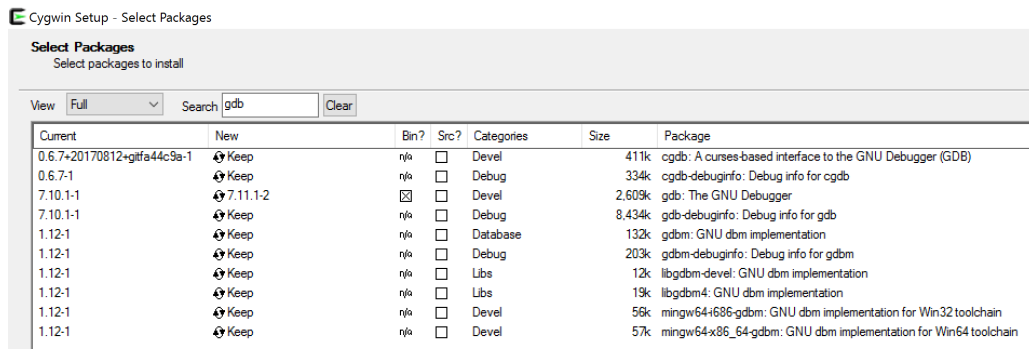 Cygwin Setup - Select Packages
Select Packages
Select packages to install
View Full Search gdb Clear
Current New Bin? Src? Categories Size Package
0.6.7+20170812+gitfa44c9a-1 Keep n/a Devel 411k cgdb: A curses-based interface to the GNU Debugger (GDB)
0.6.7-1 Keep n/a Debug 334k cgdb-debuginfo: Debug info for cgdb
7.10.1-1 7.11.1-2 Devel 2,609k gdb: The GNU Debugger
7.10.1-1 Keep n/a Debug 8,434k gdb-debuginfo: Debug info for gdb
1.12-1 Keep n/a Database 132k gdbm: GNU dbm implementation
1.12-1 Keep n/a Debug 203k gdbm-debuginfo: Debug info for gdbm
1.12-1 Keep n/a Libs 12k libgdbm-devel: GNU dbm implementation
1.12-1 Keep n/a Libs 19k libgdbm4: GNU dbm implementation
1.12-1 Keep n/a Devel 56k mingw64-i686-gdbm: GNU dbm implementation for Win32 toolchain
1.12-1 Keep n/a Devel 57k mingw64-x86_64-gdbm: GNU dbm implementation for Win64 toolchain